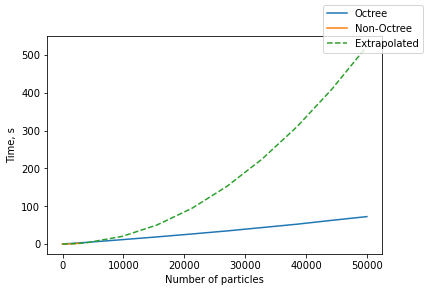 Octree
Non-Octree
Extrapolated
500
400
300
200
100
0
Time, s
0 10000 20000 30000 40000 50000
Number of particles